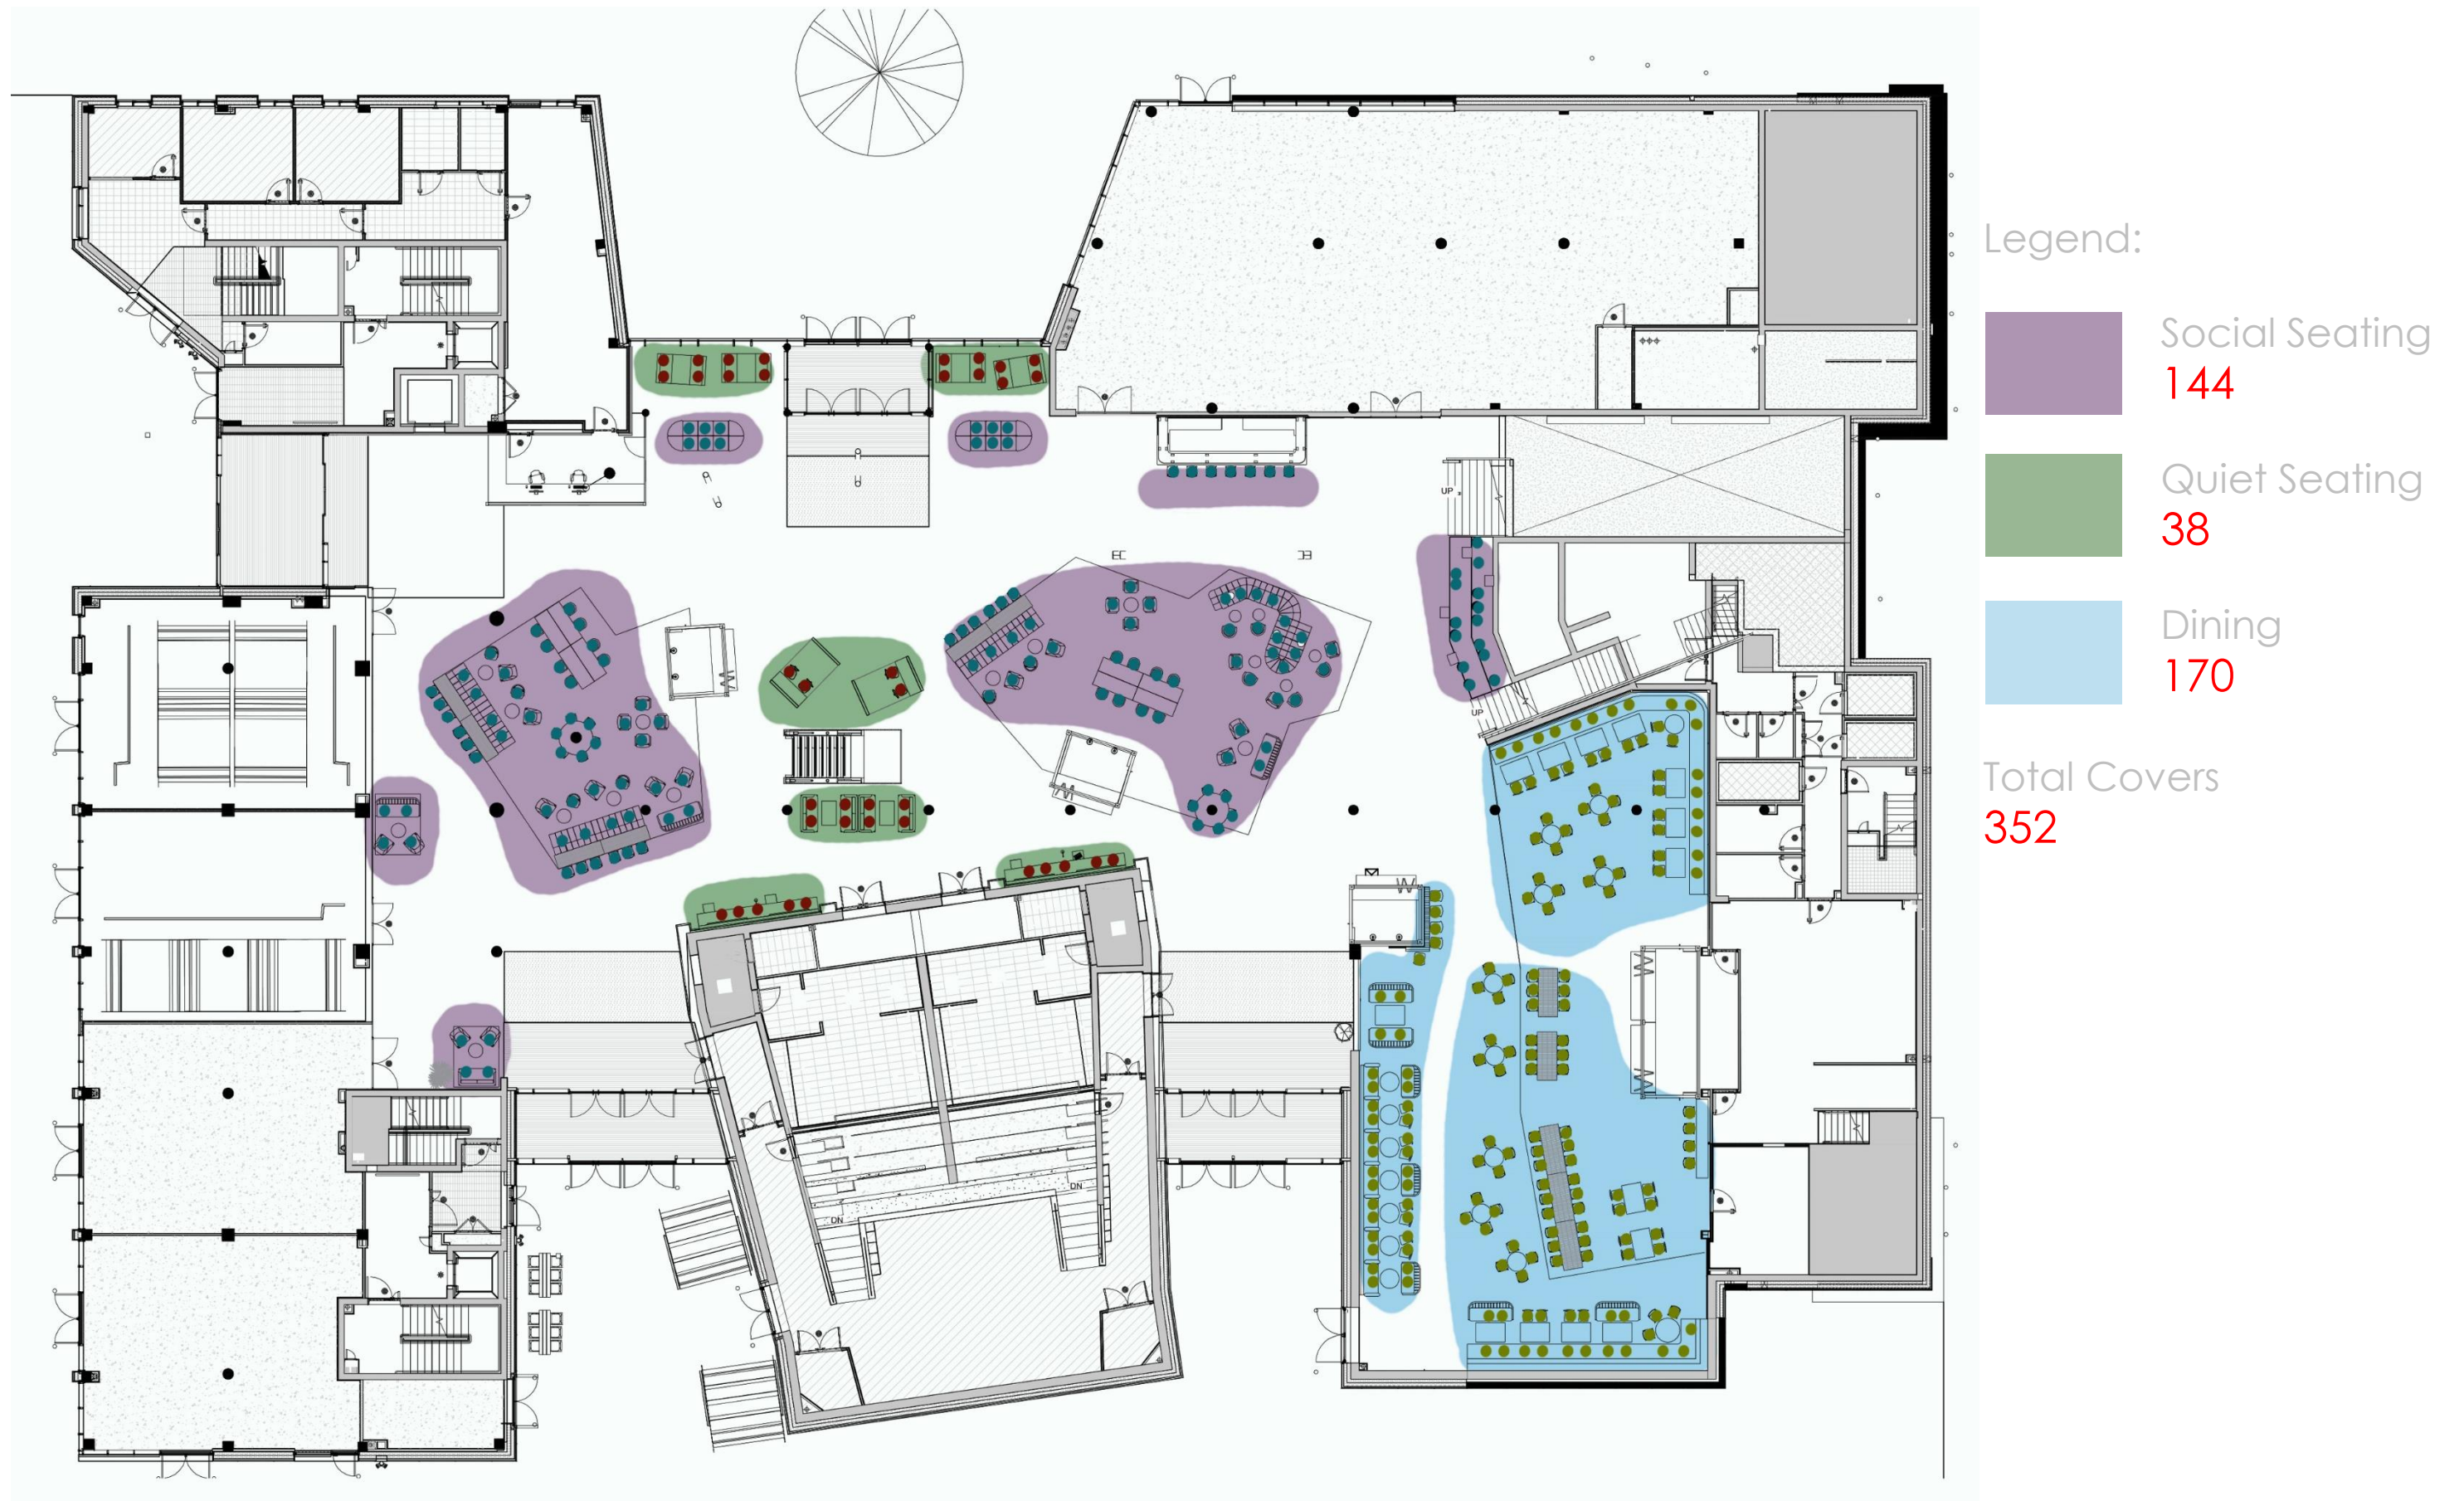 Legend:
Social Seating
144
Quiet Seating
38
Dining
170
Total Covers
352
UP
UP
DN
DN